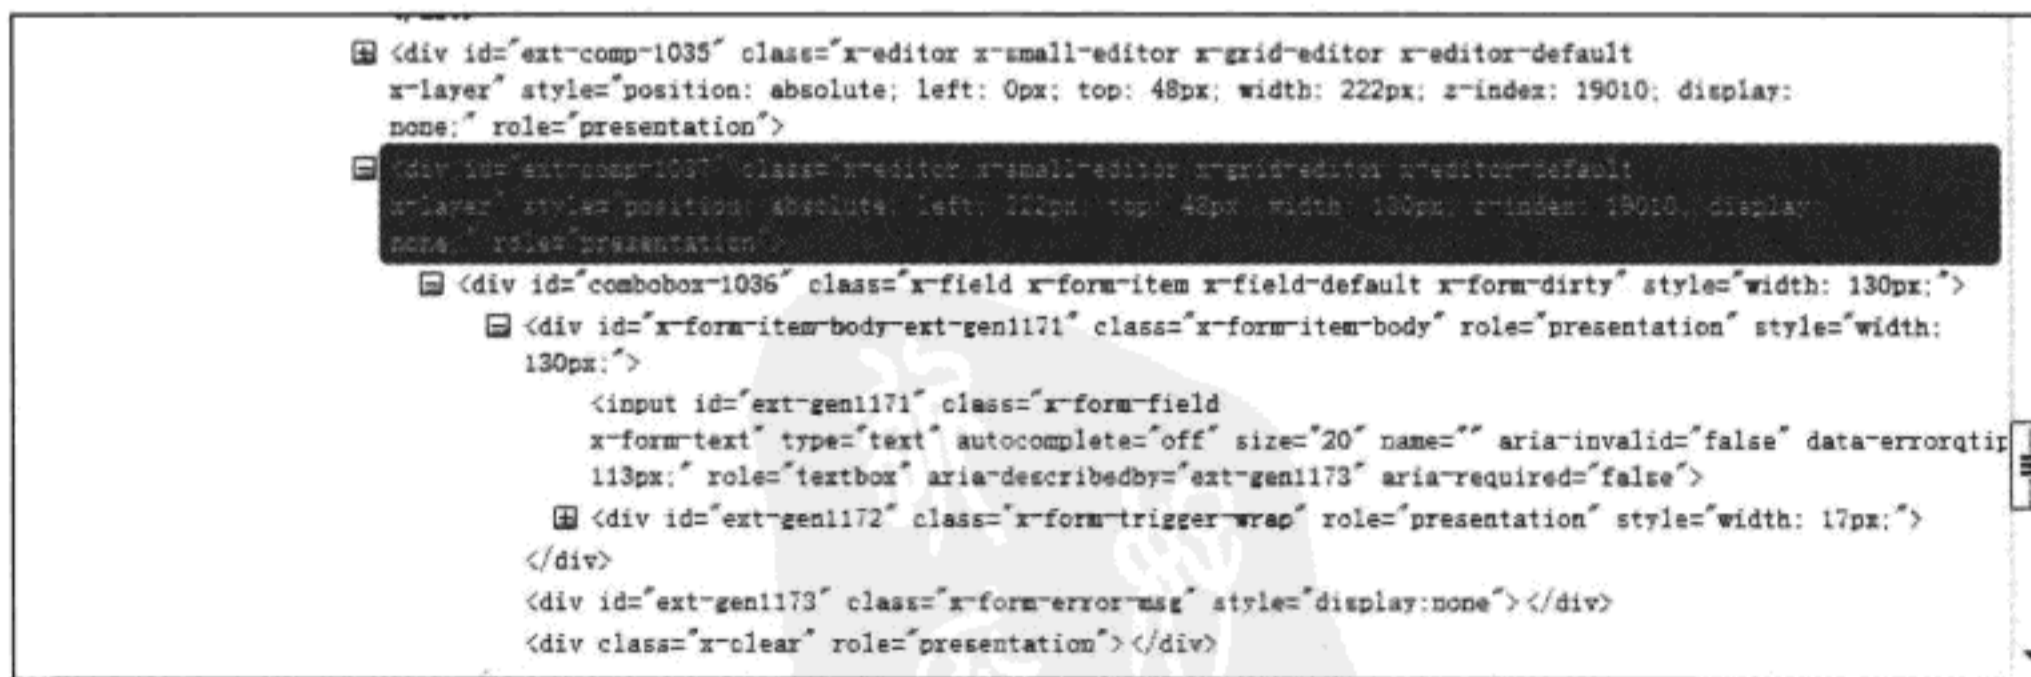 <div id="ext-comp-1035" class="x-editor x-small-editor x-grid-editor x-editor-default
x-layer" style="position: absolute; left: 0px; top: 48px; width: 222px; z-index: 19010; display:
none;" role="presentation">
<div id="ext-comp-1037" class="x-editor x-small-editor x-grid-editor x-editor-default
x-layer" style="position: absolute; left: 222px; top: 48px; width: 130px; z-index: 19010; display:
none;" role="presentation">
<div id="combobox-1036" class="x-field x-form-item x-field-default x-form-dirty" style="width: 130px;">
<div id="x-form-item-body-ext-gen1171" class="x-form-item-body" role="presentation" style="width:
130px;">
<input id="ext-gen1171" class="x-form-field
x-form-text" type="text" autocomplete="off" size="20" name="" aria-invalid="false" data-errorqtip
113px;" role="textbox" aria-describedby="ext-gen1173" aria-required="false">
<div id="ext-gen1172" class="x-form-trigger-wrap" role="presentation" style="width: 17px;">
</div>
<div id="ext-gen1173" class="x-form-error-msg" style="display:none"></div>
<div class="x-clear" role="presentation"></div>